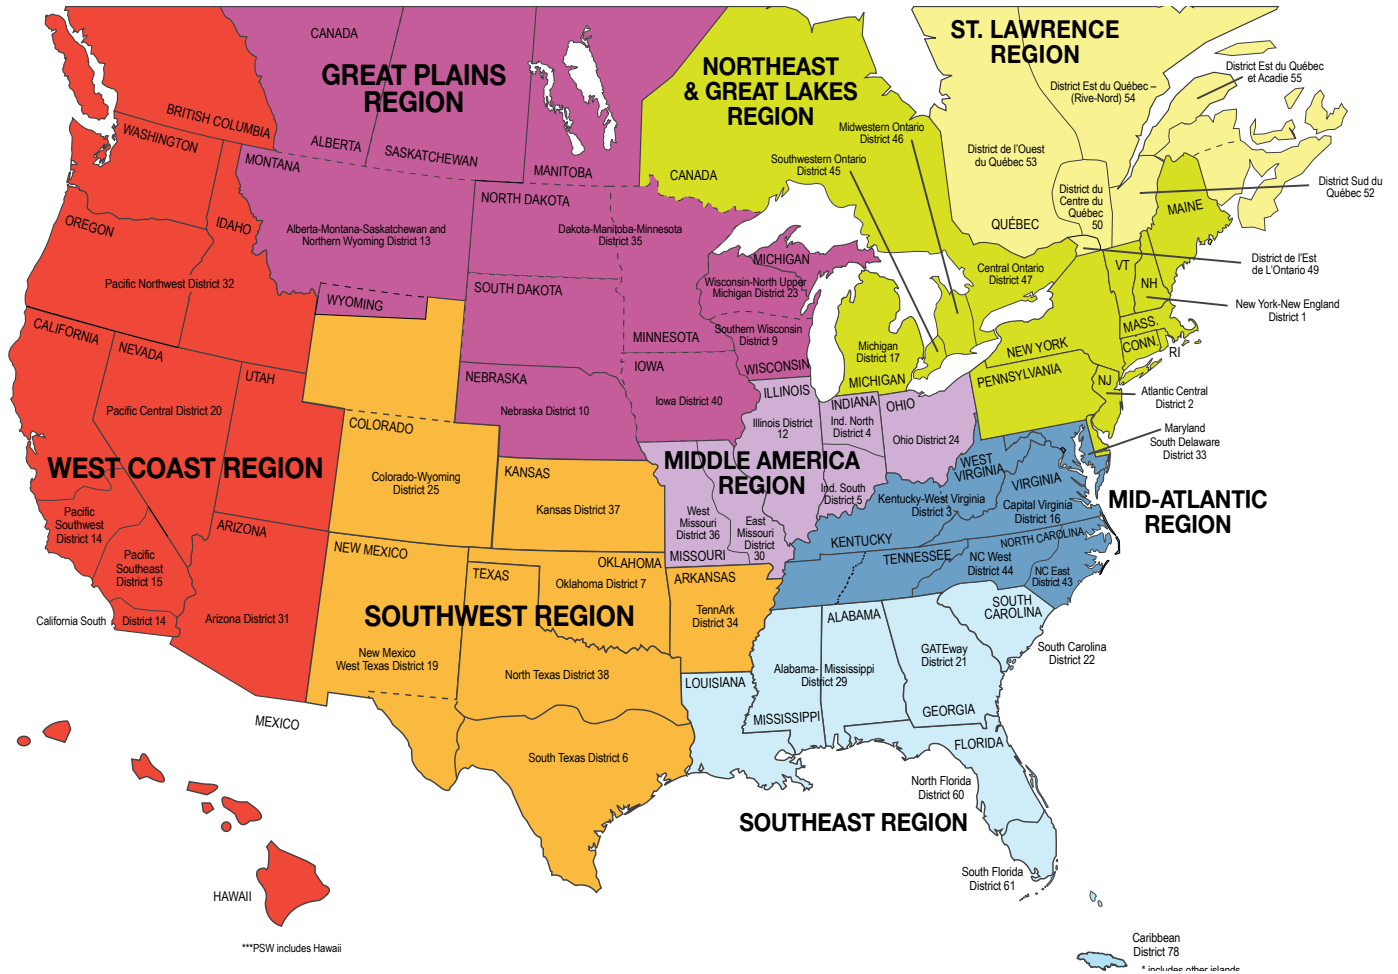 CANADA
GREAT PLAINS
REGION
BRITISH COLUMBIA
ALBERTA
SASKATCHEWAN
MANITOBA
NORTHEAST
& GREAT LAKES
REGION
CANADA
Midwestern Ontario
District 46
Southwestern Ontario
District 45
ST. LAWRENCE
REGION
District Est du Québec
et Acadie 55
District Est du Québec –
(Rive-Nord) 54
District de l'Ouest
du Québec 53
District du
Centre du
Québec
50
District Sud du
Québec 52
QUÉBEC
MAINE
District de l'Est
de L'Ontario 49
VT
NH
New York-New England
District 1
MASS.
CONN.
RI
Central Ontario
District 47
NEW YORK
PENNSYLVANIA
NJ
Atlantic Central
District 2
Maryland
South Delaware
District 33
WASHINGTON
MONTANA
OREGON
IDAHO
Pacific Northwest District 32
Alberta-Montana-Saskatchewan and
Northern Wyoming District 13
NORTH DAKOTA
Dakota-Manitoba-Minnesota
District 35
WYOMING
SOUTH DAKOTA
MINNESOTA
MICHIGAN
Wisconsin-North Upper
Michigan District 23
Southern Wisconsin
District 9
WISCONSIN
Michigan
District 17
MICHIGAN
CALIFORNIA
NEVADA
UTAH
Pacific Central District 20
WEST COAST REGION
NEBRASKA
Nebraska District 10
IOWA
Iowa District 40
ILLINOIS
Illinois District
12
INDIANA
Ind. North
District 4
OHIO
Ohio District 24
MIDDLE AMERICA
REGION
Ind. South
District 5
COLORADO
Colorado-Wyoming
District 25
KANSAS
Kansas District 37
West
Missouri
District 36
East
Missouri
District
30
MISSOURI
WEST
VIRGINIA
VIRGINIA
Kentucky-West Virginia
District 3
Capital Virginia
District 16
KENTUCKY
MID-ATLANTIC
REGION
TENNESSEE
NORTH CAROLINA
NC West
District 44
NC East
District 43
Pacific
Southwest
District 14
Pacific
Southeast
District 15
California South
District 14
ARIZONA
Arizona District 31
NEW MEXICO
TEXAS
OKLAHOMA
Oklahoma District 7
ARKANSAS
TennArk
District 34
SOUTHWEST REGION
New Mexico
West Texas District 19
North Texas District 38
South Texas District 6
MEXICO
LOUISIANA
ALABAMA
Alabama- Mississippi
District 29
MISSISSIPPI
GATEway
District 21
GEORGIA
SOUTH
CAROLINA
South Carolina
District 22
FLORIDA
North Florida
District 60
SOUTHEAST REGION
South Florida
District 61
HAWAII
***PSW includes Hawaii
Caribbean
District 78
* includes other islands